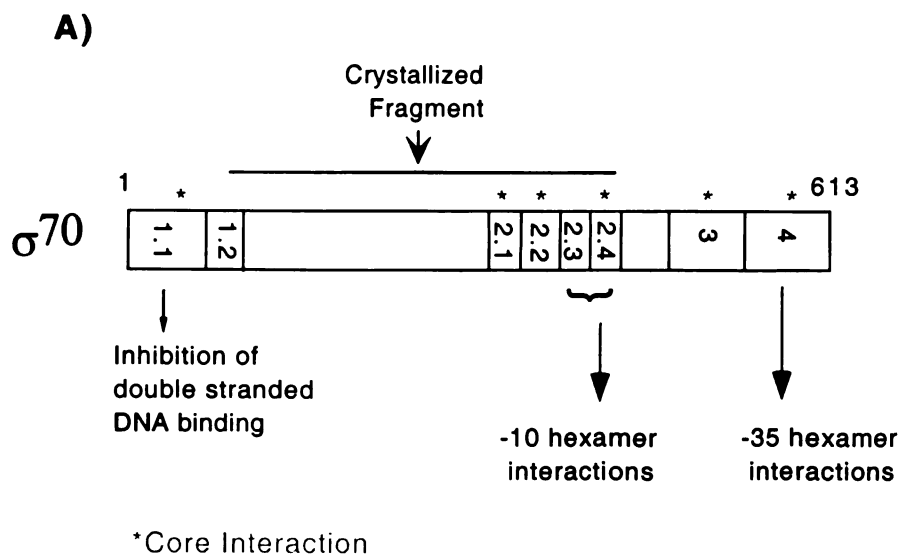 A)
Crystallized
Fragment
1 * * * * * * 613
σ70 1.1 1.2 2.1 2.2 2.3 2.4 3 4
Inhibition of
double stranded
DNA binding
-10 hexamer
interactions
-35 hexamer
interactions
*Core Interaction